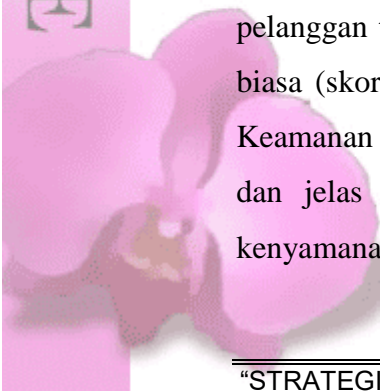 pelanggan
biasa (skor
Keamanan
dan jelas
kenyamana
“STRATEGI